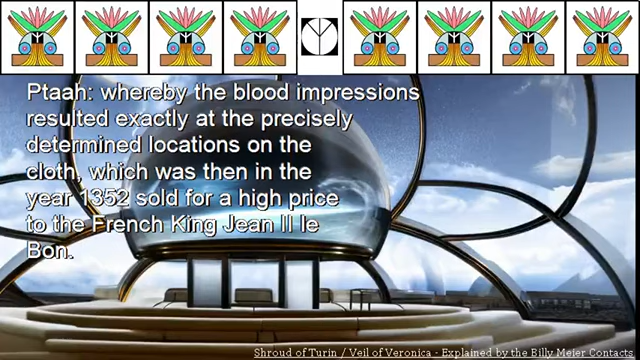 Ptaah: whereby the blood impressions
resulted exactly at the precisely
determined locations on the
cloth, which was then in the
year 1352 sold for a high price
to the French King Jean II le
Bon.
Shroud of Turin / Veil of Veronica - Explained by the Billy Meier Contacts